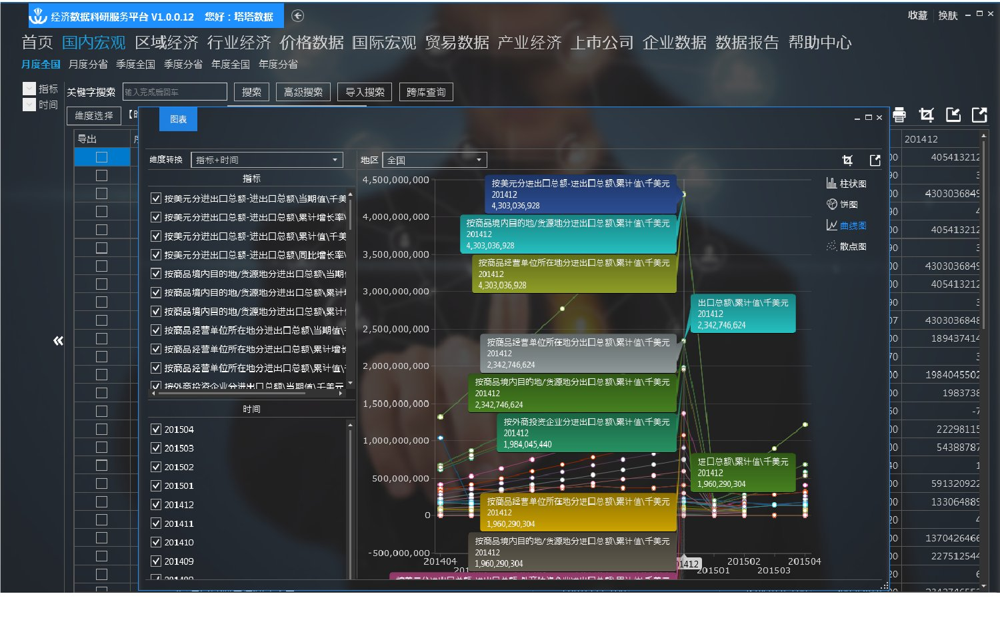 经济数据科研服务平台 V1.0.0.12 您好：塔塔数据
收藏 换肤
首页 国内宏观 区域经济 行业经济 价格数据 国际宏观 贸易数据 产业经济 上市公司 企业数据 数据报告 帮助中心
月度全国 月度分省 季度全国 季度分省 年度全国 年度分省
指标
时间
关键字搜索 输入完成后回车 搜索 高级搜索 导入搜索 跨库查询
维度选择
导出
图表
维度转换 指标+时间
地区 全国
指标
按美元分进出口总额-进出口总额\当期值\千美
按美元分进出口总额-进出口总额\累计增长率\
按美元分进出口总额-进出口总额\累计值\千美
按美元分进出口总额-进出口总额\同比增长率\
按商品境内目的地/货源地分进出口总额\当期
按商品境内目的地/货源地分进出口总额\累计
按商品境内目的地/货源地分进出口总额\累计
按商品经营单位所在地分进出口总额\当期值\
按商品经营单位所在地分进出口总额\累计增长
按商品经营单位所在地分进出口总额\累计值\
按外商投资企业分进出口总额\当期值\千美元
时间
201504
201503
201502
201501
201412
201411
201410
201409
4,500,000,000
4,000,000,000
3,500,000,000
3,000,000,000
2,500,000,000
2,000,000,000
1,500,000,000
1,000,000,000
500,000,000
0
-500,000,000
按美元分进出口总额-进出口总额\累计值\千美元
201412
4,303,036,928
按商品境内目的地/货源地分进出口总额\累计值\千美元
201412
4,303,036,928
按商品经营单位所在地分进出口总额\累计值\千美元
201412
4,303,036,928
出口总额\累计值\千美元
201412
2,342,746,624
按商品经营单位所在地分出口总额\累计值\千美元
201412
2,342,746,624
按商品境内目的地/货源地分出口总额\累计值\千美元
201412
2,342,746,624
按外商投资企业分进出口总额\累计值\千美元
201412
1,984,045,440
进口总额\累计值\千美元
201412
1,960,290,304
按商品经营单位所在地分进口总额\累计值\千美元
201412
1,960,290,304
按商品境内目的地/货源地分进口总额\累计值\千美元
201412
1,960,290,304
201404
201501
201502
201503
201504
柱状图
饼图
曲线图
散点图
201412
405413212
4303036849
405413212
4303036849
405413212
4303036848
189437414
1984045502
1983738
22298115
54388787
591320922
133064889
1370426466
227512544